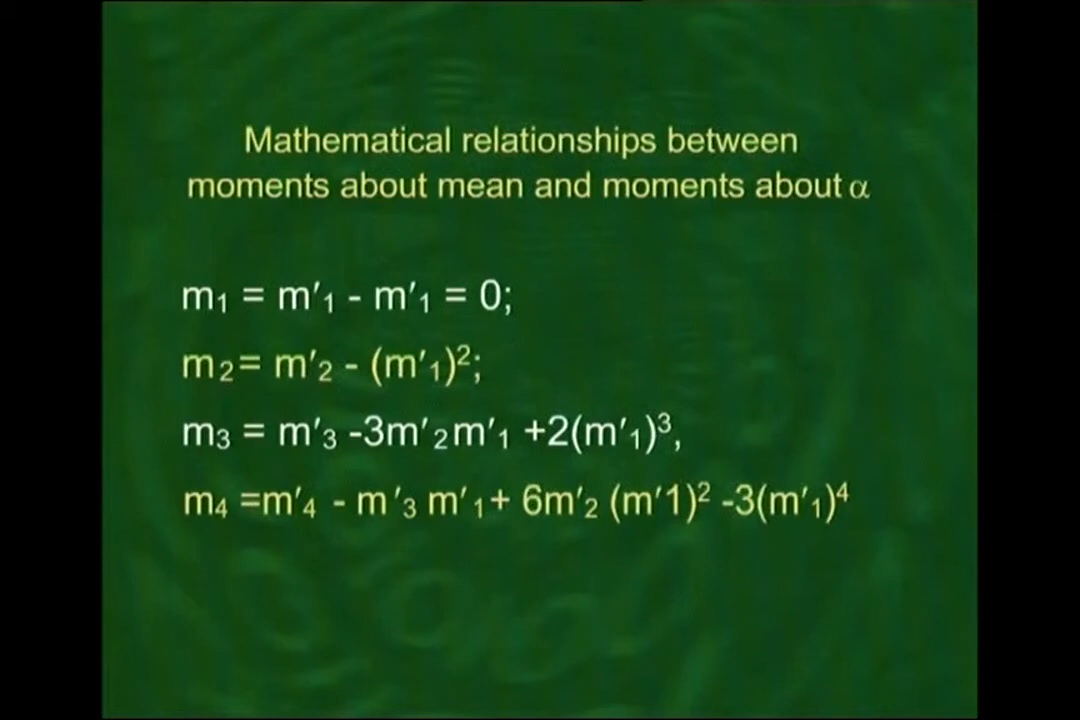 Mathematical relationships between
moments about mean and moments about α
m₁ = m′₁ - m′₁ = 0;
m₂= m′₂ - (m′₁)²;
m₃ = m′₃ -3m′₂m′₁ +2(m′₁)³,
m₄ =m′₄ - m′₃ m′₁+ 6m′₂ (m′1)² -3(m′₁)⁴